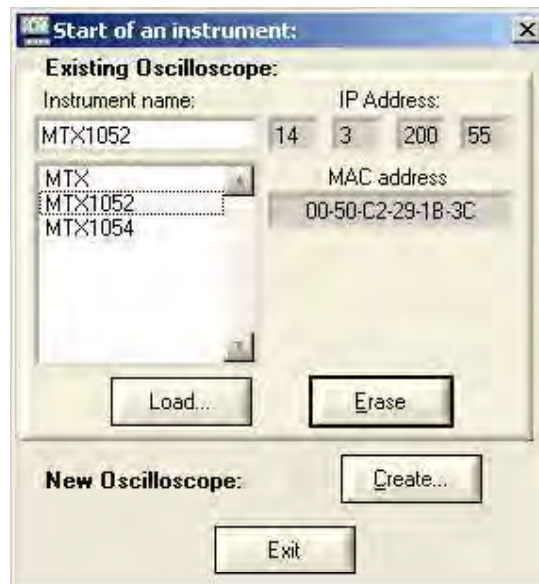 Start of an instrument:
Existing Oscilloscope:
Instrument name:
IP Address:
MTX1052
14 3 200 55
MTX
MTX1052
MTX1054
MAC address
00-50-C2-29-1B-3C
Load...
Erase
New Oscilloscope:
Create...
Exit